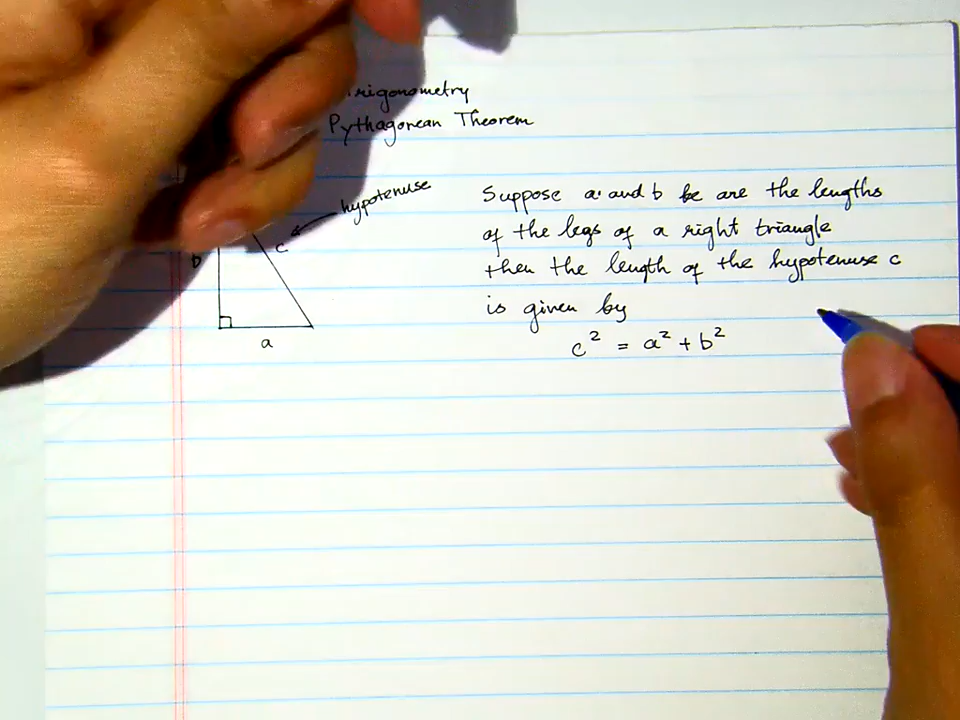 Trigonometry
Pythagorean Theorem
hypotenuse
c
b
a
Suppose a and b be are the lengths
of the legs of a right triangle
then the length of the hypotenuse c
is given by
c² = a² + b²